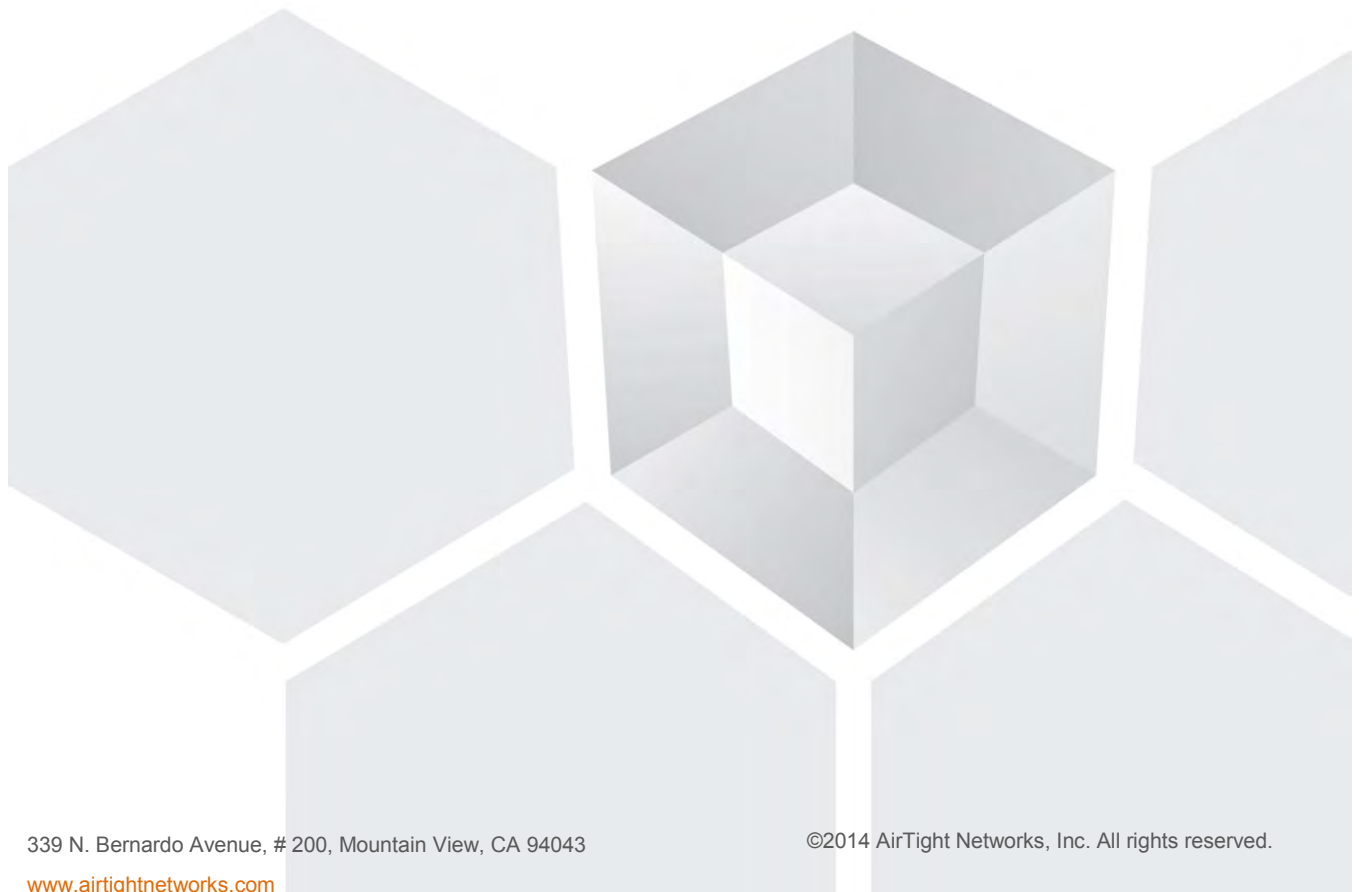 339 N. Bernardo Avenue, # 200, Mountain View, CA 94043
©2014 AirTight Networks, Inc. All rights reserved.
www.airtightnetworks.com